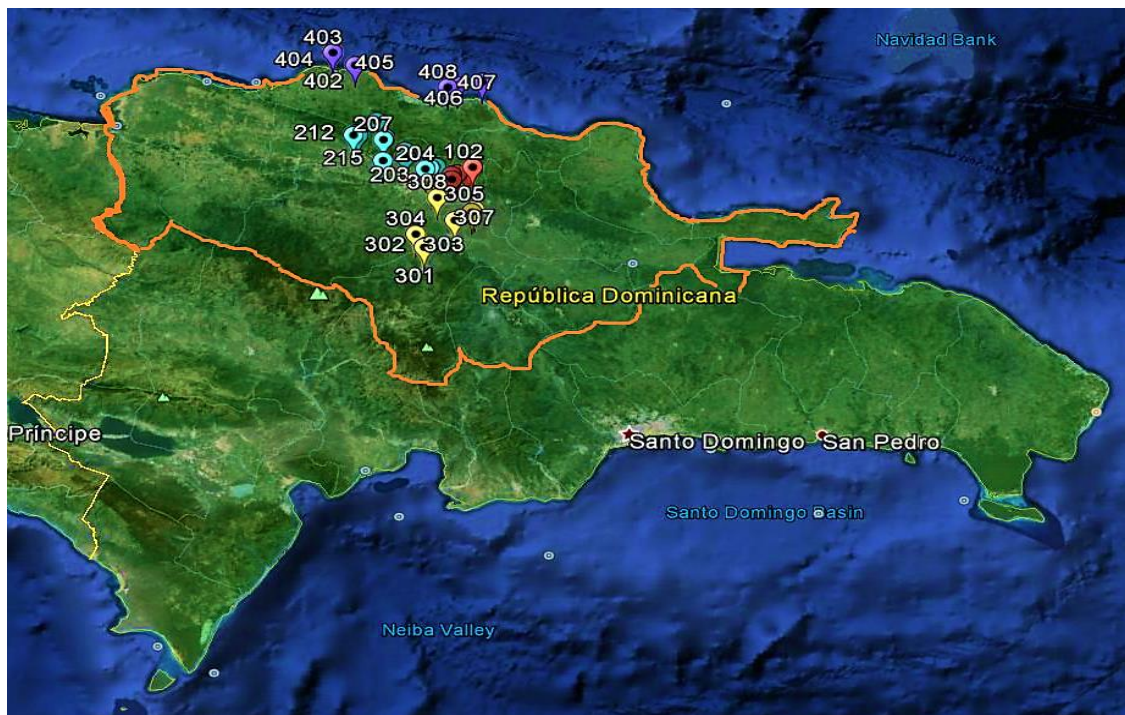 403
Navidad Bank
404
405
402
408
407
406
212
207
215
204
102
203
308
305
304
307
302
303
301
República Dominicana
Príncipe
Santo Domingo
San Pedro
Santo Domingo Basin
Neiba Valley